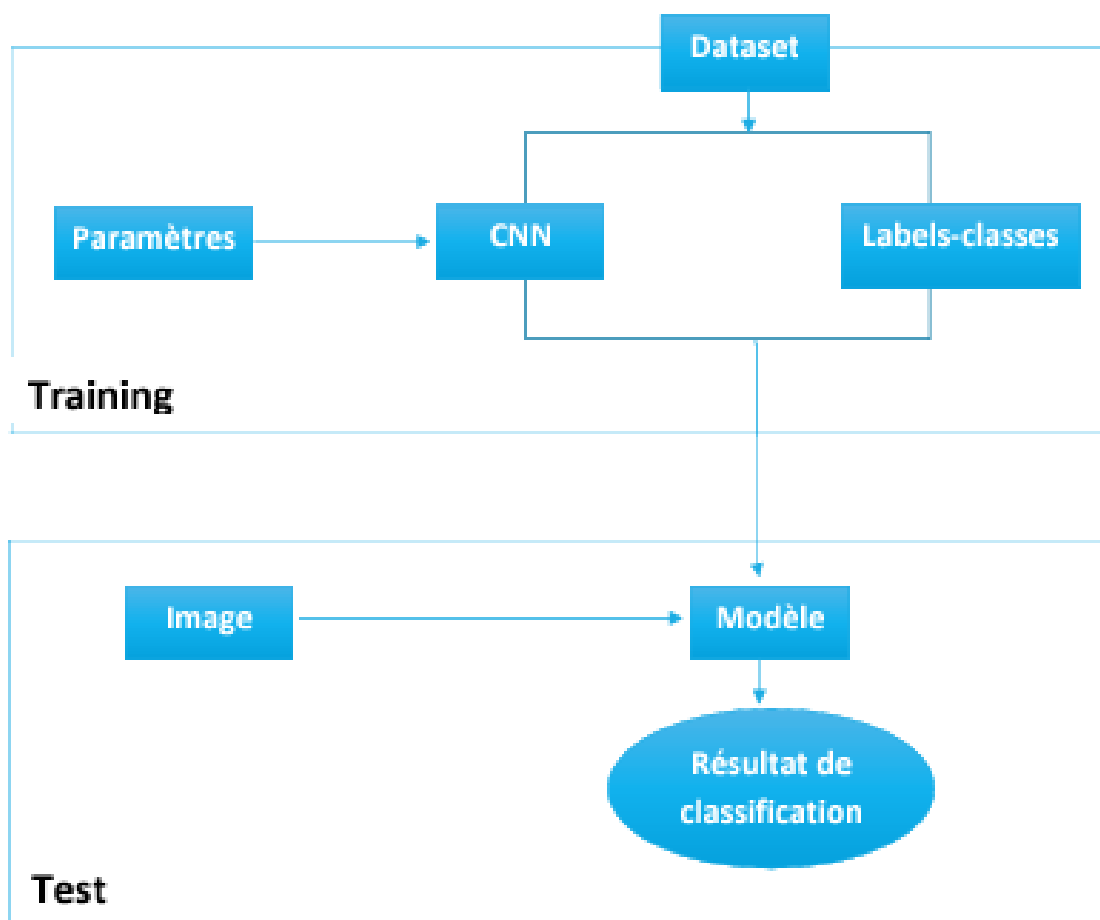 Dataset
Paramètres
CNN
Labels-classes
Training
Image
Modèle
Résultat de
classification
Test